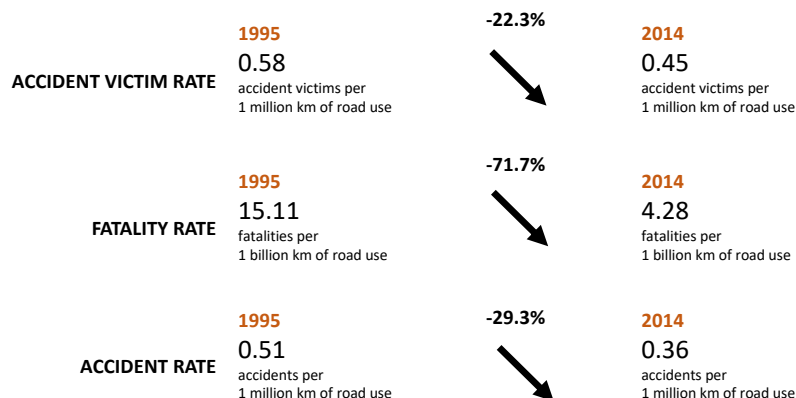 1995
-22.3%
2014
0.58
0.45
ACCIDENT VICTIM RATE
accident victims per
1 million km of road use
accident victims per
1 million km of road use
-71.7%
1995
2014
15.11
4.28
FATALITY RATE
fatalities per
1 billion km of road use
fatalities per
1 billion km of road use
1995
-29.3%
2014
0.51
0.36
ACCIDENT RATE
accidents per
1 million km of road use
accidents per
1 million km of road use